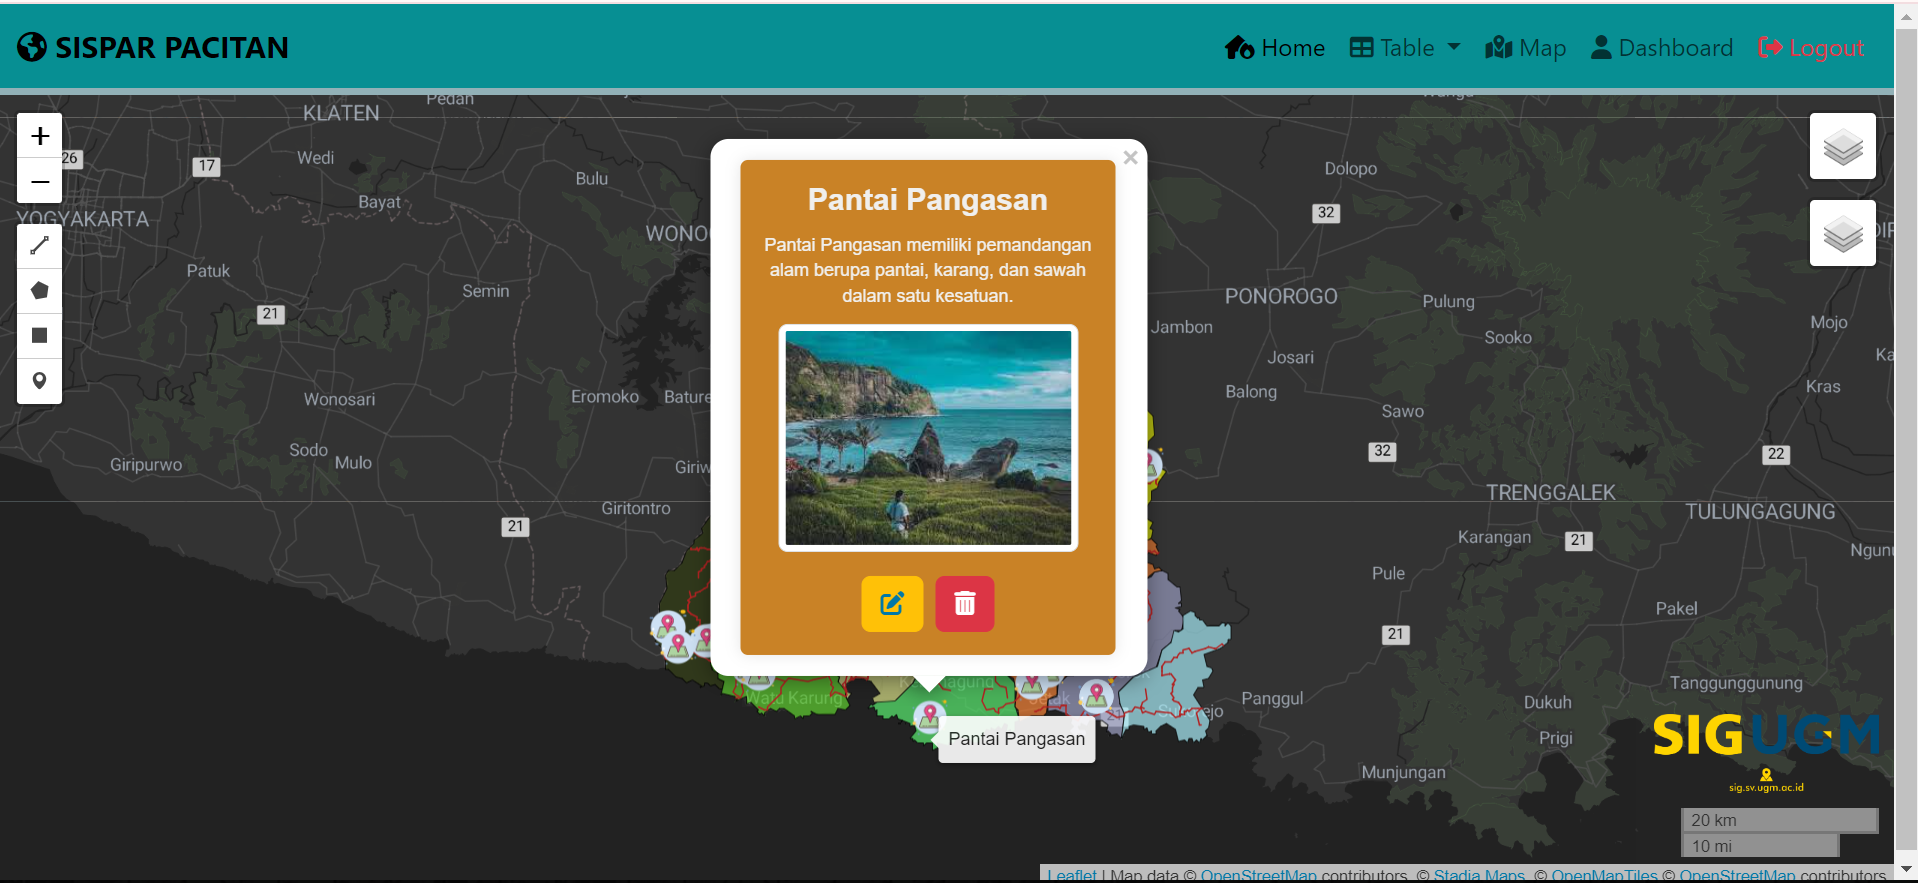 SISPAR PACITAN
Home
Table
Map
Dashboard
Logout
Pedan
KLATEN
Wedi
26
17
Bulu
Bayat
YOGYAKARTA
WONO
Patuk
Semin
21
Wonosari
Eromoko
Bature
Sodo
Mulo
Giripurwo
Giriw
Giritontro
21
×
Pantai Pangasan
Pantai Pangasan memiliki pemandangan
alam berupa pantai, karang, dan sawah
dalam satu kesatuan.
Dolopo
32
PONOROGO
Pulung
Jambon
Sooko
Mojo
Josari
Ka
Balong
Kras
Sawo
32
22
TRENGGALEK
TULUNGAGUNG
Karangan
21
Ngunu
Pule
Pakel
21
Watu Karung
Panggul
Tanggunggunung
Dukuh
Prigi
Munjungan
Pantai Pangasan
SIGUGM
sig.sv.ugm.ac.id
20 km
10 mi
Leaflet | Map data © OpenStreetMap contributors, © Stadia Maps, © OpenMapTiles © OpenStreetMap contributors